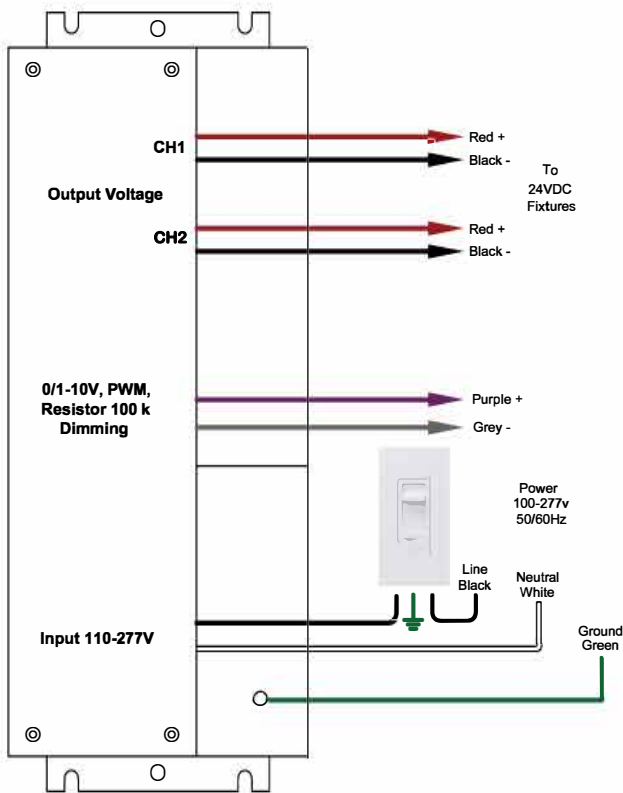 CH1
Red +
Black -
To
24VDC
Fixtures
Output Voltage
CH2
Red +
Black -
0/1-10V, PWM,
Resistor 100 k
Dimming
Purple +
Grey -
Power
100-277v
50/60Hz
Line
Black
Neutral
White
Input 110-277V
Ground
Green